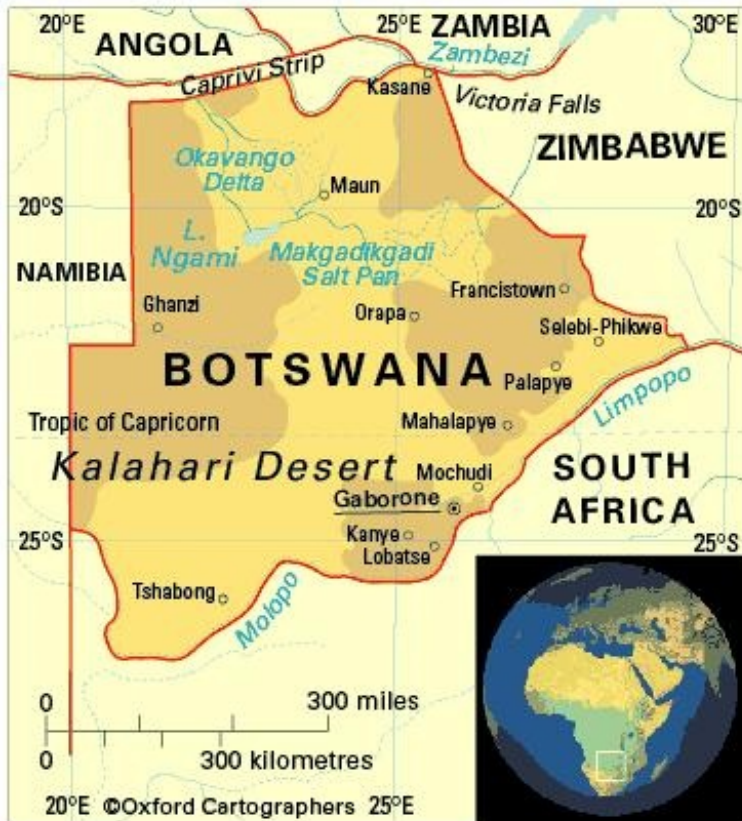 20°E
25°E
30°E
ANGOLA
ZAMBIA
Zambezi
Caprivi Strip
Kasane
Victoria Falls
ZIMBABWE
Okavango
Delta
Maun
20°S
20°S
L.
Ngami
Makgadikgadi
Salt Pan
NAMIBIA
Ghanzi
Francistown
Orapa
Selebi-Phikwe
BOTSWANA
Palapye
Limpopo
Tropic of Capricorn
Mahalapye
Kalahari Desert
Mochudi
SOUTH
AFRICA
Gaborone
Kanye
Lobatse
25°S
25°S
Tshabong
Molopo
0
300 miles
0
300 kilometres
20°E
©Oxford Cartographers
25°E